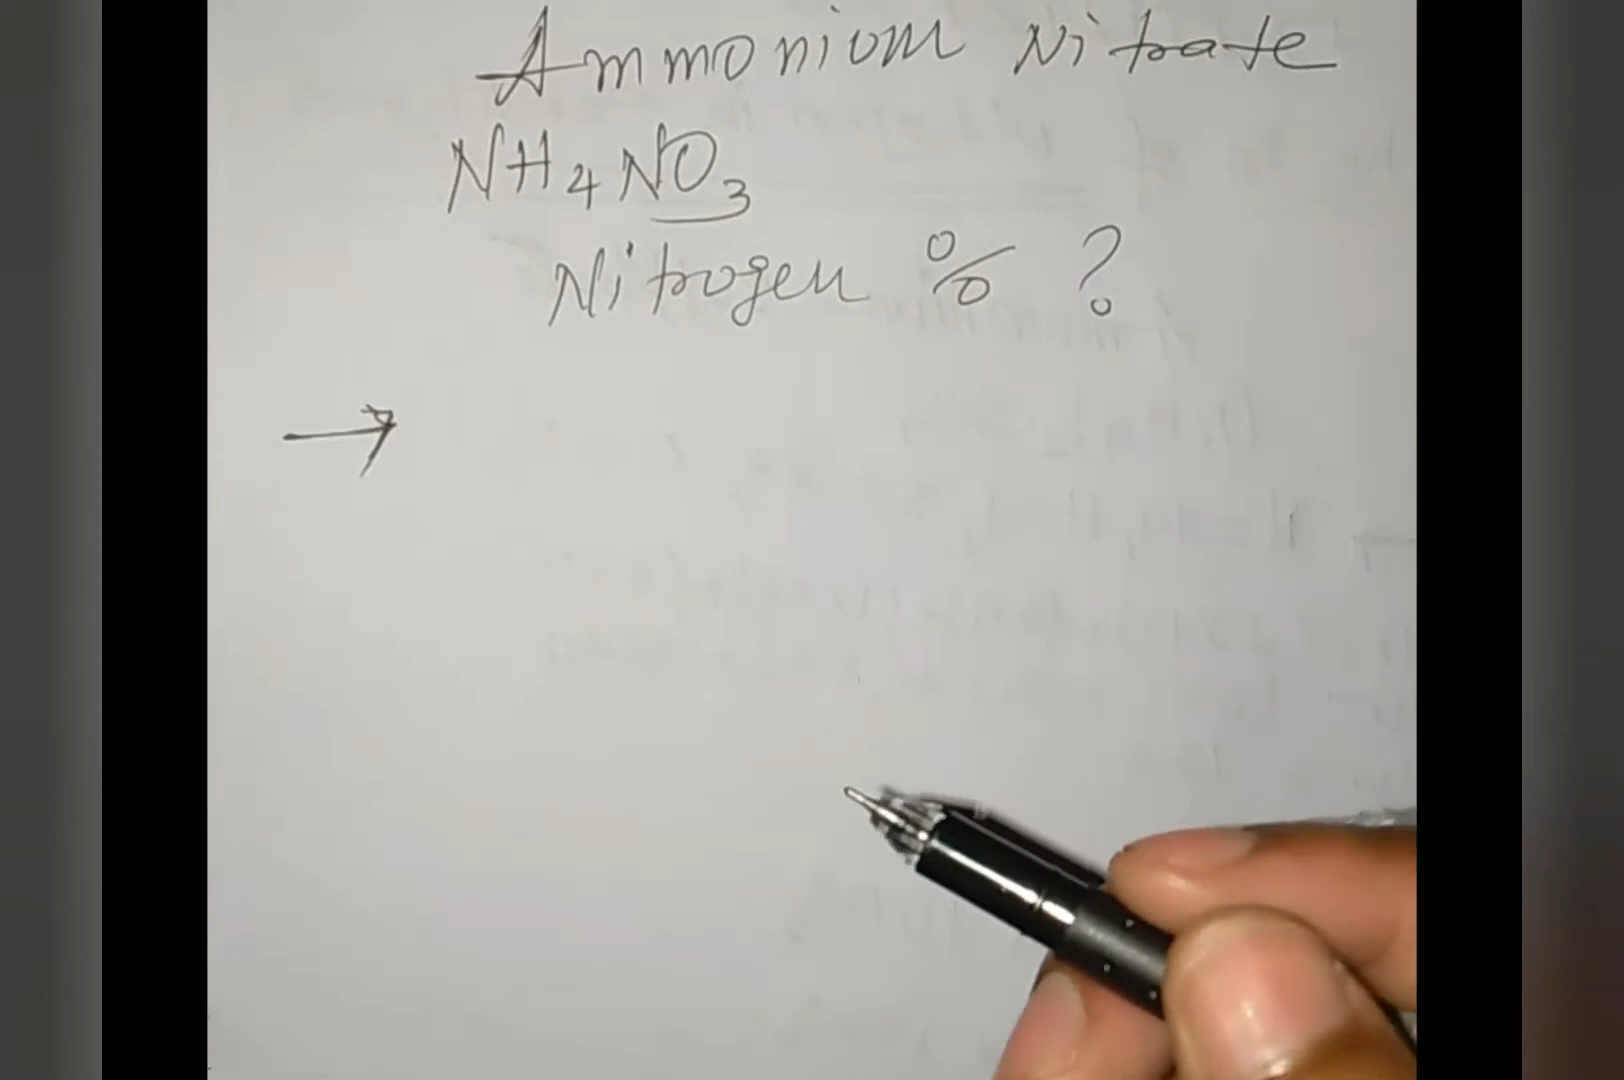 Ammonium Nitrate
NH₄NO₃
Nitrogen % ?
→